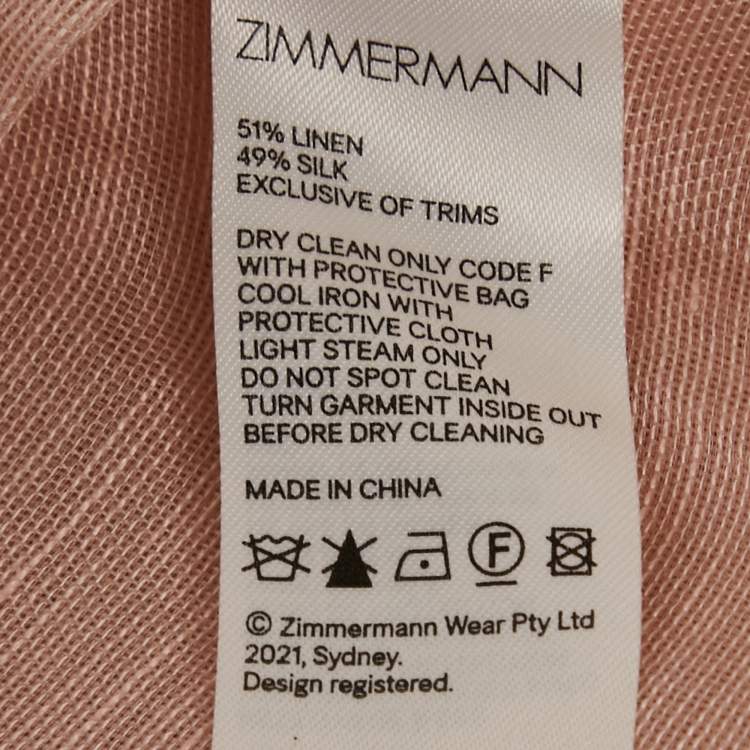 ZIMMERMANN
51% LINEN
49% SILK
EXCLUSIVE OF TRIMS
DRY CLEAN ONLY CODE F
WITH PROTECTIVE BAG
COOL IRON WITH
PROTECTIVE CLOTH
LIGHT STEAM ONLY
DO NOT SPOT CLEAN
TURN GARMENT INSIDE OUT
BEFORE DRY CLEANING
MADE IN CHINA
F
© Zimmermann Wear Pty Ltd
2021, Sydney.
Design registered.